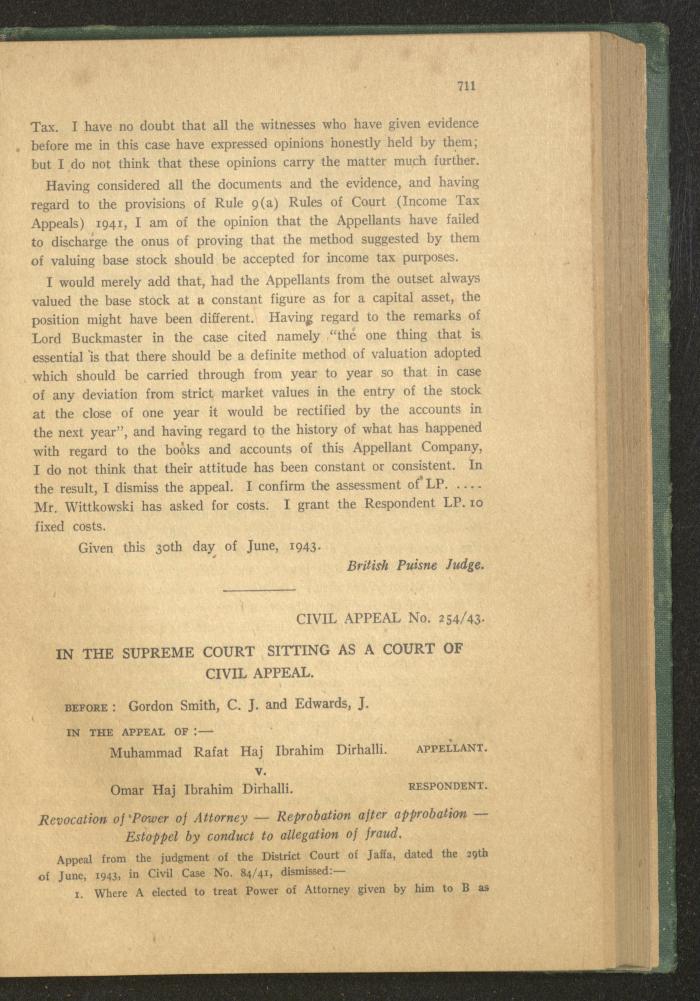 711
Tax. I have no doubt that all the witnesses who have given evidence
before me in this case have expressed opinions honestly held by them;
but I do not think that these opinions carry the matter much further.
Having considered all the documents and the evidence, and having
regard to the provisions of Rule 9(a) Rules of Court (Income Tax
Appeals) 1941, I am of the opinion that the Appellants have failed
to discharge the onus of proving that the method suggested by them
of valuing base stock should be accepted for income tax purposes.
I would merely add that, had the Appellants from the outset always
valued the base stock at a constant figure as for a capital asset, the
position might have been different. Having regard to the remarks of
Lord Buckmaster in the case cited namely "the one thing that is
essential is that there should be a definite method of valuation adopted
which should be carried through from year to year so that in case
of any deviation from strict market values in the entry of the stock
at the close of one year it would be rectified by the accounts in
the next year", and having regard to the history of what has happened
with regard to the books and accounts of this Appellant Company,
I do not think that their attitude has been constant or consistent. In
the result, I dismiss the appeal. I confirm the assessment of LP. ....
Mr. Wittkowski has asked for costs. I grant the Respondent LP. 10
fixed costs.
Given this 30th day of June, 1943.
British Puisne Judge.
CIVIL APPEAL No. 254/43.
IN THE SUPREME COURT SITTING AS A COURT OF
CIVIL APPEAL.
BEFORE : Gordon Smith, C. J. and Edwards, J.
IN THE APPEAL OF :—
Muhammad Rafat Haj Ibrahim Dirhalli. APPELLANT.
v.
Omar Haj Ibrahim Dirhalli. RESPONDENT.
Revocation of Power of Attorney — Reprobation after approbation —
Estoppel by conduct to allegation of fraud.
Appeal from the judgment of the District Court of Jaffa, dated the 29th
of June, 1943, in Civil Case No. 84/41, dismissed:—
1. Where A elected to treat Power of Attorney given by him to B as